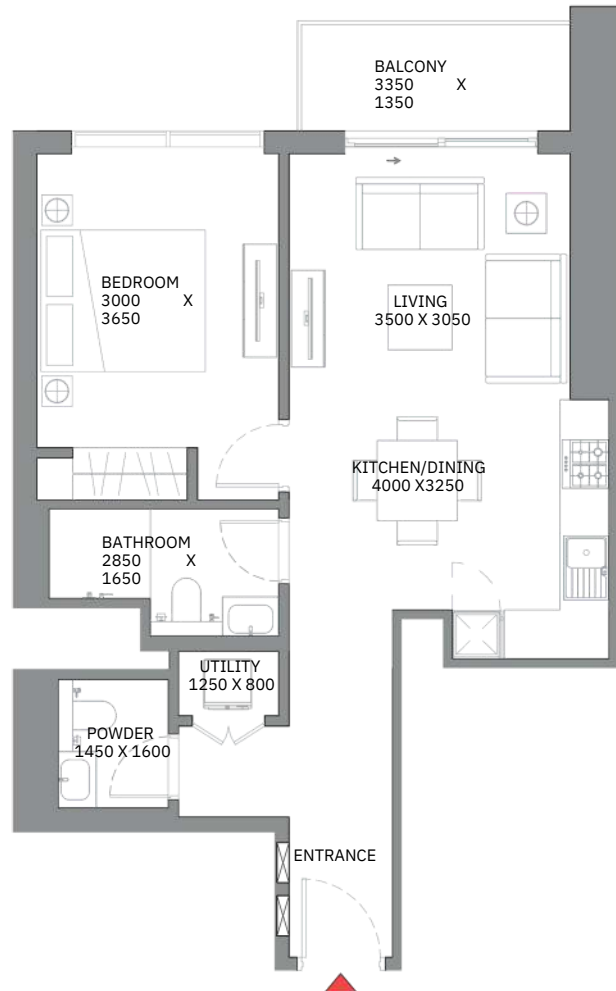 BALCONY
3350 X
1350
BEDROOM
3000 X
3650
LIVING
3500 X 3050
KITCHEN/DINING
4000 X3250
BATHROOM
2850 X
1650
UTILITY
1250 X 800
POWDER
1450 X 1600
ENTRANCE